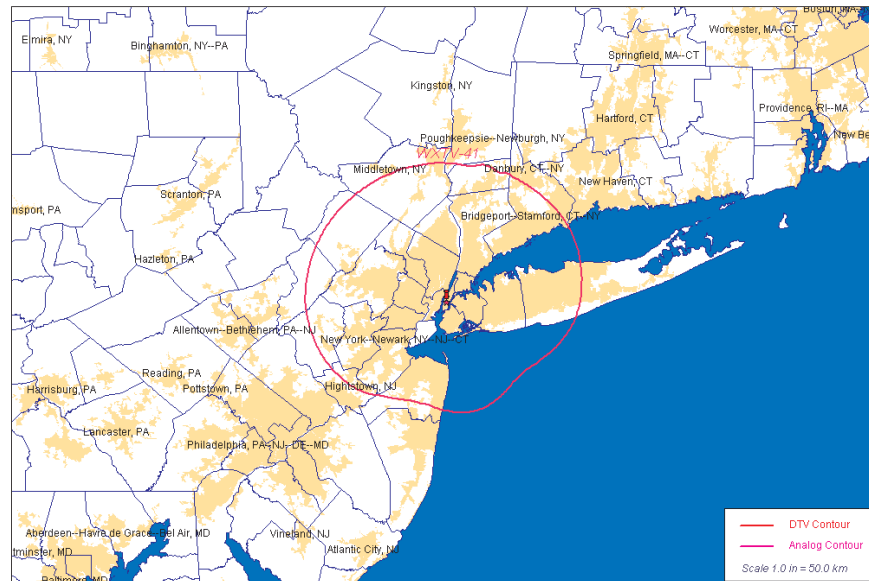 Boston, MA--
Elmira, NY
Worcester, MA--CT
Binghamton, NY--PA
Springfield, MA--CT
Kingston, NY
Providence, RI--MA
Hartford, CT
New Be
Poughkeepsie--Newburgh, NY
WXTV-41
Middletown, NY
Danbury, CT--NY
New Haven, CT
Scranton, PA
msport, PA
Bridgeport--Stamford, CT--NY
Hazleton, PA
Allentown--Bethlehem, PA--NJ
New York--Newark, NY--NJ--CT
Reading, PA
Harrisburg, PA
Pottstown, PA
Hightstown, NJ
Lancaster, PA
Philadelphia, PA--NJ--DE--MD
Aberdeen--Havre de Grace--Bel Air, MD
Vineland, NJ
tminster, MD
Atlantic City, NJ
Baltimore, MD
DTV Contour
Analog Contour
Scale 1.0 in = 50.0 km